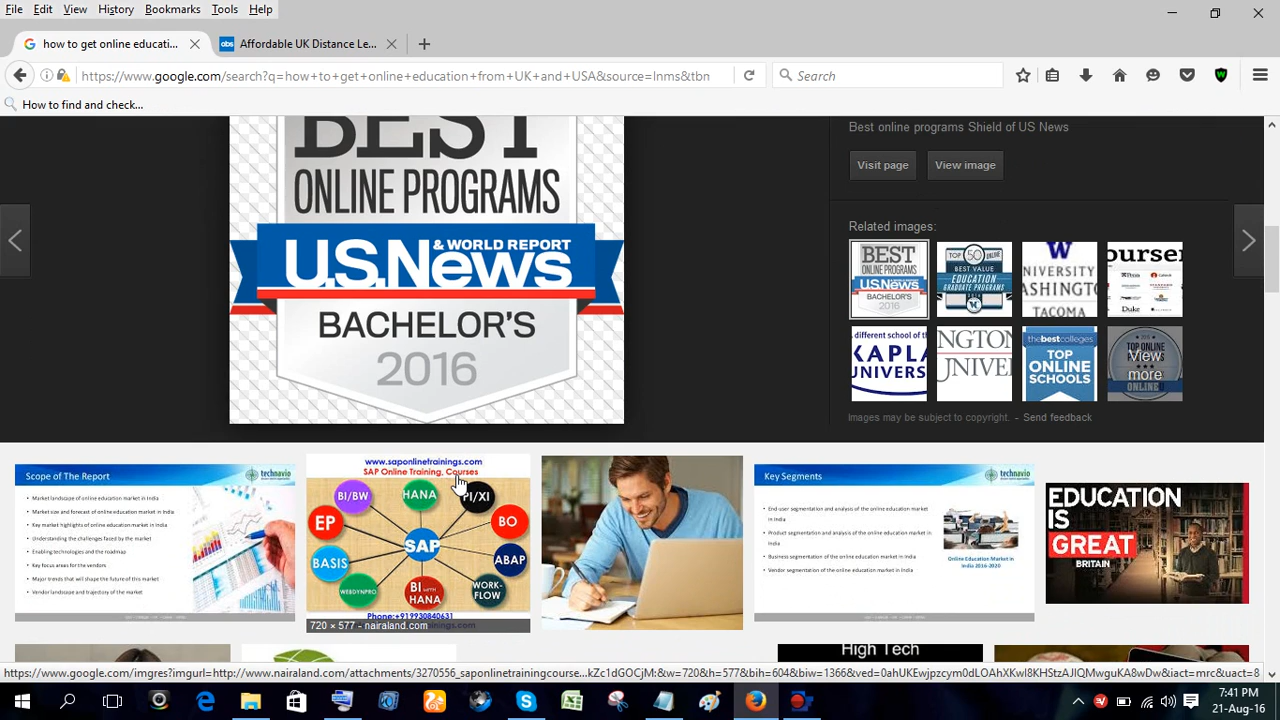 File Edit View History Bookmarks Tools Help
how to get online educati...
Affordable UK Distance Le...
https://www.google.com/search?q=how+to+get+online+education+from+UK+and+USA&source=lnms&tbn
Search
How to find and check...
BEST
ONLINE PROGRAMS
U.S.News & WORLD REPORT
BACHELOR'S
2016
Best online programs Shield of US News
Visit page
View image
Related images:
BEST
ONLINE PROGRAMS
U.S.News
BACHELOR'S
2016
TOP 50 ONLINE
BEST VALUE
EDUCATION
GRADUATE PROGRAMS
W
NIVERSITY
WASHINGTO
TACOMA
ourser
Penn
Duke
different school of th
KAPLA
UNIVERSI
NGTO
UNIVE
thebestcolleges
TOP
ONLINE
SCHOOLS
View
more
Images may be subject to copyright. - Send feedback
Scope of The Report
technavio
Market landscape of online education market in India
Market size and forecast of online education market in India
Key market highlights of online education market in India
Understanding the challenges faced by the market
Enabling technologies and the roadmap
Key focus areas for the vendors
Major trends that will shape the future of this market
Vendor landscape and trajectory of the market
www.saponlinetrainings.com
SAP Online Training, Courses
BI/BW
HANA
PI/XI
EP
BO
SAP
BASIS
ABAP
WEBDYNPRO
BI with HANA
WORK-FLOW
Phone:+919930840631
720 × 577 - nairaland.com
Key Segments
technavio
End-user segmentation and analysis of the online education market
in India
Product segmentation and analysis of the online education market in
India
Business segmentation of the online education market in India
Vendor segmentation of the online education market in India
Online Education Market in
India 2016-2020
EDUCATION
IS
GREAT
BRITAIN
High Tech
https://www.google.com/imgres?imgurl=http://www.nairaland.com/attachments/3270556_saponlinetrainingcourse...kZc1dGOCjM:&w=720&h=577&bih=604&biw=1366&ved=0ahUKEwjpzcym0dLOAhXKwI8KHStzAJIQMwguKA8wDw&iact=mrc&uact=8
7:41 PM
21-Aug-16